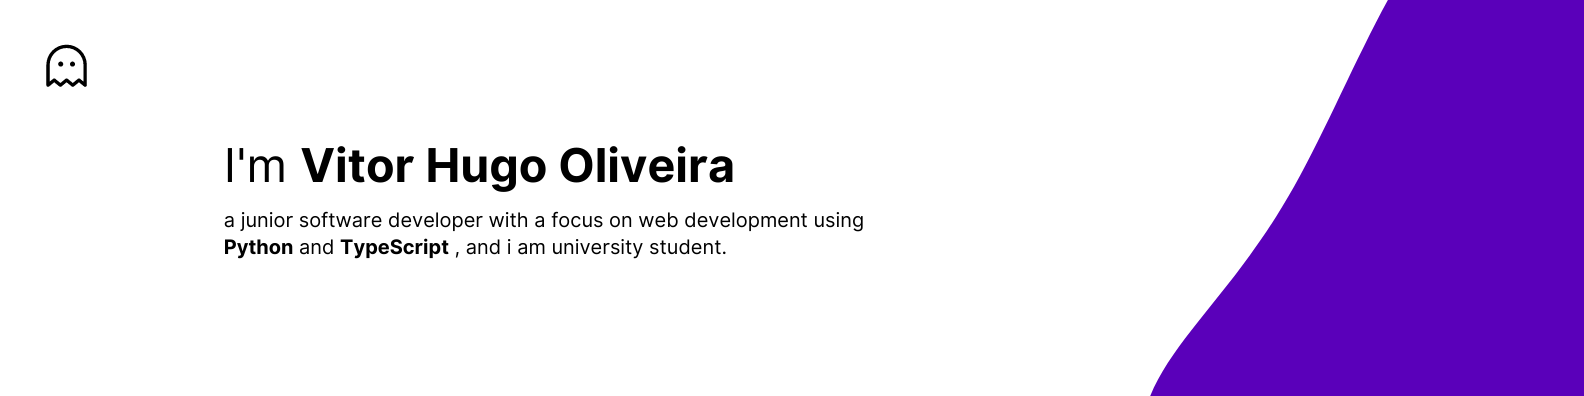 I'm Vitor Hugo Oliveira
a junior software developer with a focus on web development using
Python and TypeScript , and i am university student.